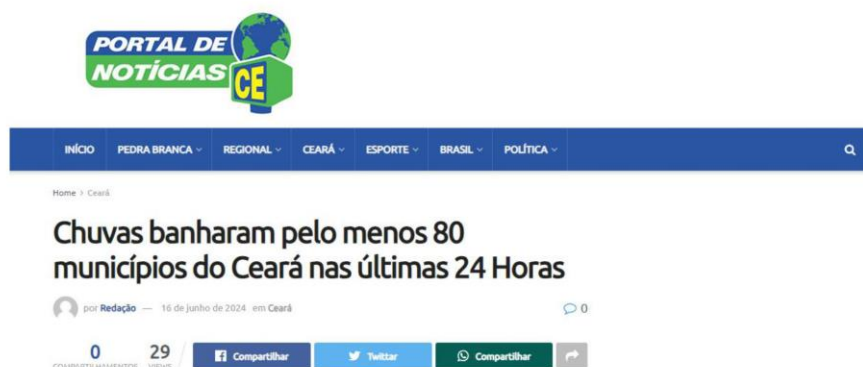 PORTAL DE
NOTÍCIAS
CE
INÍCIO PEDRA BRANCA REGIONAL CEARÁ ESPORTE BRASIL POLÍTICA
Home > Ceará
Chuvas banharam pelo menos 80
municípios do Ceará nas últimas 24 Horas
por Redação — 16 de junho de 2024 em Ceará 0
0 29 Compartilhar Twittar Compartilhar
COMPARTILHAMENTOS VIEWS